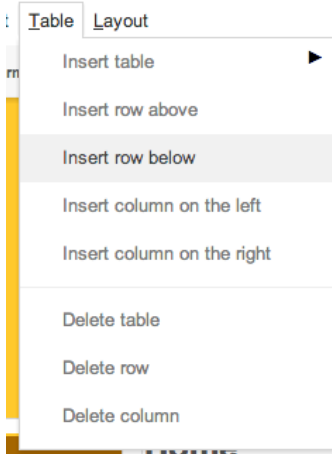 Table Layout
Insert table
Insert row above
Insert row below
Insert column on the left
Insert column on the right
Delete table
Delete row
Delete column